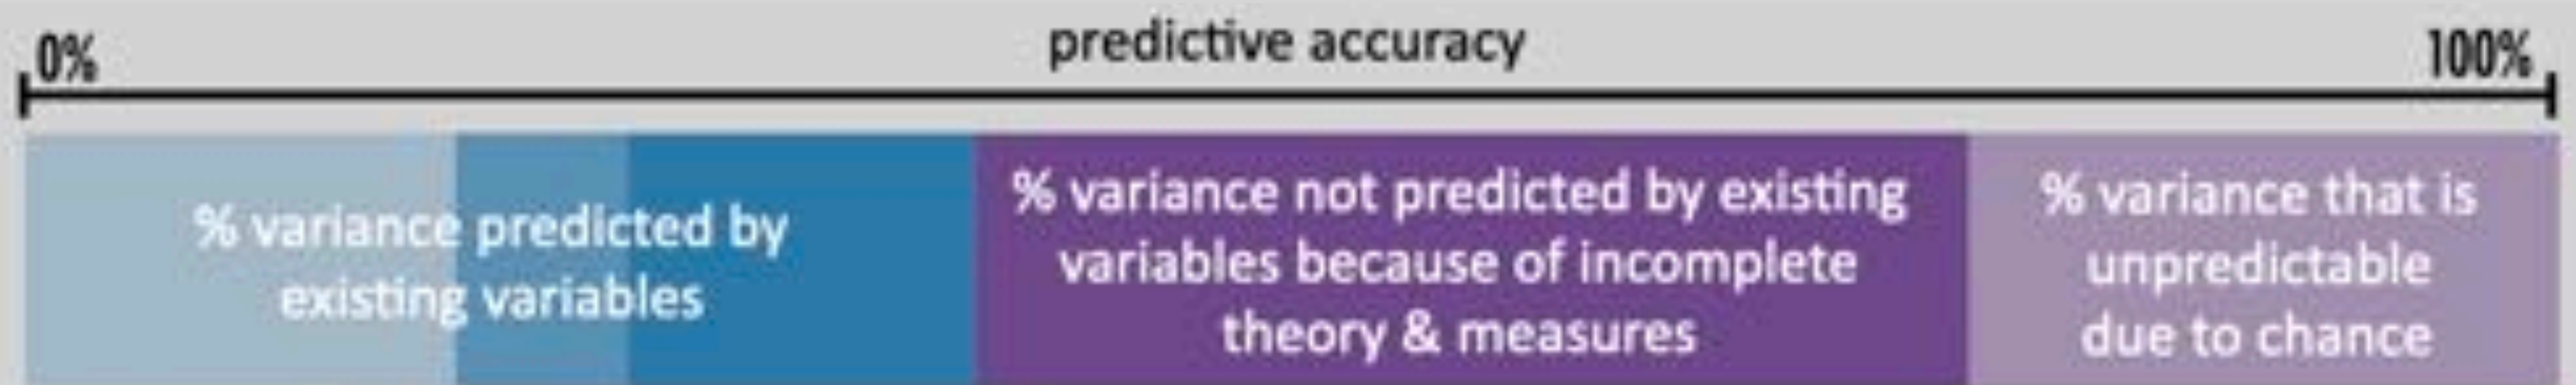 0%
predictive accuracy
100%
% variance predicted by
existing variables
% variance not predicted by existing
variables because of incomplete
theory & measures
% variance that is
unpredictable
due to chance